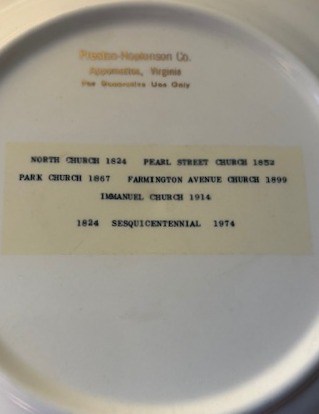 Preston-Hopkinson Co.
Appomattox, Virginia
For Decorative Use Only
NORTH CHURCH 1824 PEARL STREET CHURCH 1852
PARK CHURCH 1867 FARMINGTON AVENUE CHURCH 1899
IMMANUEL CHURCH 1914
1824 SESQUICENTENNIAL 1974